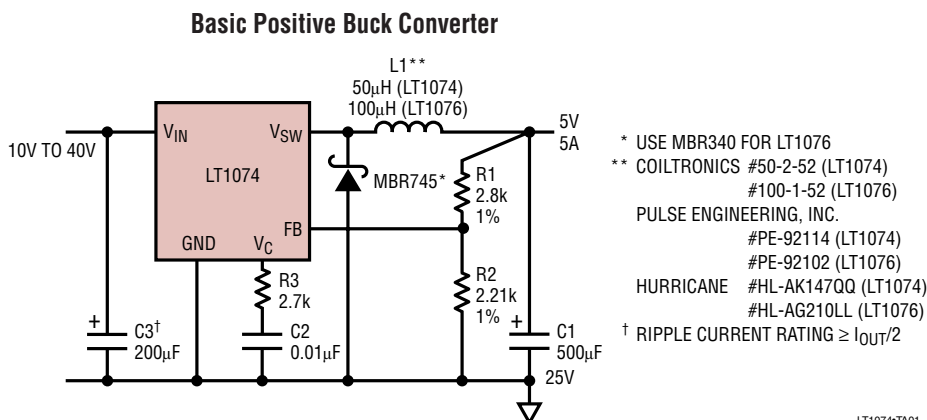 Basic Positive Buck Converter
L1**
50μH (LT1074)
100μH (LT1076)
10V TO 40V
VIN
VSW
5V
5A
LT1074
MBR745*
R1
2.8k
1%
FB
GND
VC
R3
2.7k
R2
2.21k
1%
+
C3†
200μF
C2
0.01μF
+
C1
500μF
25V
* USE MBR340 FOR LT1076
** COILTRONICS #50-2-52 (LT1074)
#100-1-52 (LT1076)
PULSE ENGINEERING, INC.
#PE-92114 (LT1074)
#PE-92102 (LT1076)
HURRICANE #HL-AK147QQ (LT1074)
#HL-AG210LL (LT1076)
† RIPPLE CURRENT RATING ≥ IOUT/2
LT1074•TA01